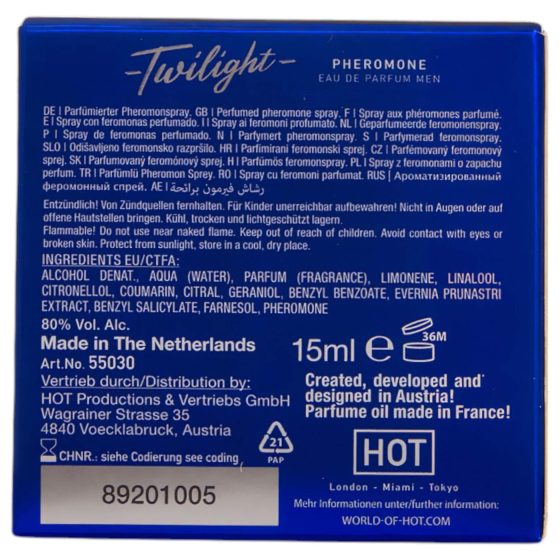 -Twilight-
PHEROMONE
EAU DE PARFUM MEN
DE | Parfümierter Pheromonspray. GB | Perfumed pheromone spray. F | Spray aux phéromones parfumé.
E | Spray con feromonas perfumado. I | Spray ai feromoni profumato. NL | Geparfumeerde feromonenspray.
P | Spray de feromonas perfumado. N | Parfymert pheromonspray. S | Parfymerad feromonspray.
SLO | Odišavljeno feromonsko razpršilo. HR | Parfimirani feromonski sprej. CZ | Parfémovaný feromonový
sprej. SK | Parfumovaný feromónový sprej. H | Parfümös feromonspray. PL | Spray z feromonami o zapachu
perfum. TR | Parfümlü Pheromon Sprey. RO | Spray cu feromoni parfumat. RUS | Ароматизированный
феромонный спрей. AE | رشاش فيرمون برائحة
Entzündlich! Von Zündquellen fernhalten. Für Kinder unerreichbar aufbewahren! Nicht in Augen oder auf
offene Hautstellen bringen. Kühl, trocken und lichtgeschützt lagern.
Flammable! Do not use near naked flame. Keep out of reach of children. Avoid contact with eyes or
broken skin. Protect from sunlight, store in a cool, dry place.
INGREDIENTS EU/CTFA:
ALCOHOL DENAT., AQUA (WATER), PARFUM (FRAGRANCE), LIMONENE, LINALOOL,
CITRONELLOL, COUMARIN, CITRAL, GERANIOL, BENZYL BENZOATE, EVERNIA PRUNASTRI
EXTRACT, BENZYL SALICYLATE, FARNESOL, PHEROMONE
80% Vol. Alc.
Made in The Netherlands
Art.No. 55030
15ml e
36M
Vertrieb durch/Distribution by:
HOT Productions & Vertriebs GmbH
Wagrainer Strasse 35
4840 Voecklabruck, Austria
CHNR.: siehe Codierung see coding
21
PAP
Created, developed and
designed in Austria!
Parfume oil made in France!
HOT
London - Miami - Tokyo
Mehr Informationen unter/further information:
WORLD-OF-HOT.COM
89201005